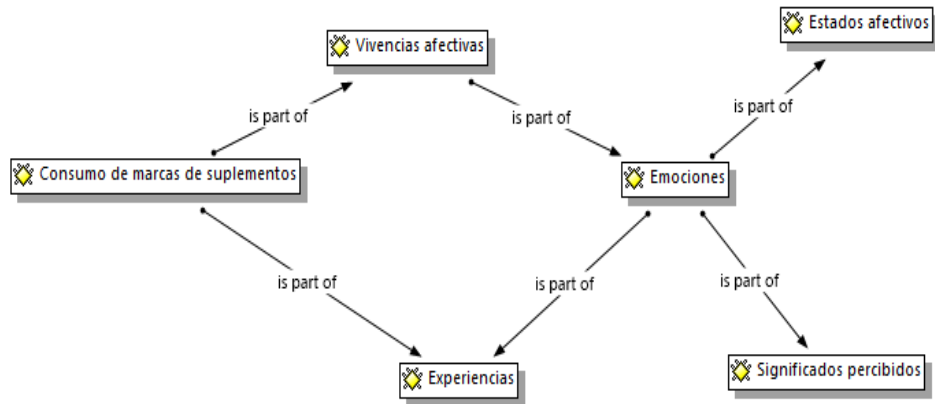 Estados afectivos
Vivencias afectivas
is part of
is part of
is part of
Consumo de marcas de suplementos
Emociones
is part of
is part of
is part of
Experiencias
Significados percibidos